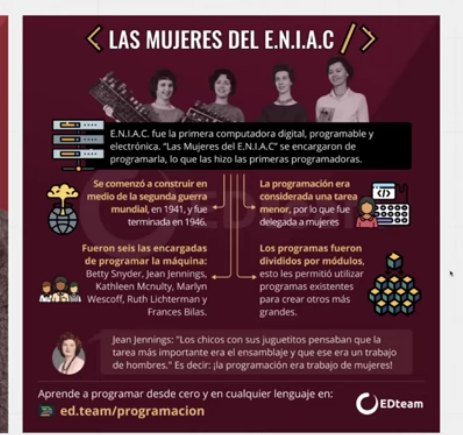 < LAS MUJERES DEL E.N.I.A.C />
E.N.I.A.C. fue la primera computadora digital, programable y
electrónica. "Las Mujeres del E.N.I.A.C" se encargaron de
programarla, lo que las hizo las primeras programadoras.
Se comenzó a construir en
medio de la segunda guerra
mundial, en 1941, y fue
terminada en 1946.
La programación era
considerada una tarea
menor, por lo que fue
delegada a mujeres
</>
Fueron seis las encargadas
de programar la máquina:
Betty Snyder, Jean Jennings,
Kathleen Mcnulty, Marlyn
Wescoff, Ruth Lichterman y
Frances Bilas.
Los programas fueron
divididos por módulos,
esto les permitió utilizar
programas existentes
para crear otros más
grandes.
Jean Jennings: "Los chicos con sus juguetitos pensaban que la
tarea más importante era el ensamblaje y que ese era un trabajo
de hombres." Es decir: ¡la programación era trabajo de mujeres!
Aprende a programar desde cero y en cualquier lenguaje en:
ed.team/programacion
EDteam